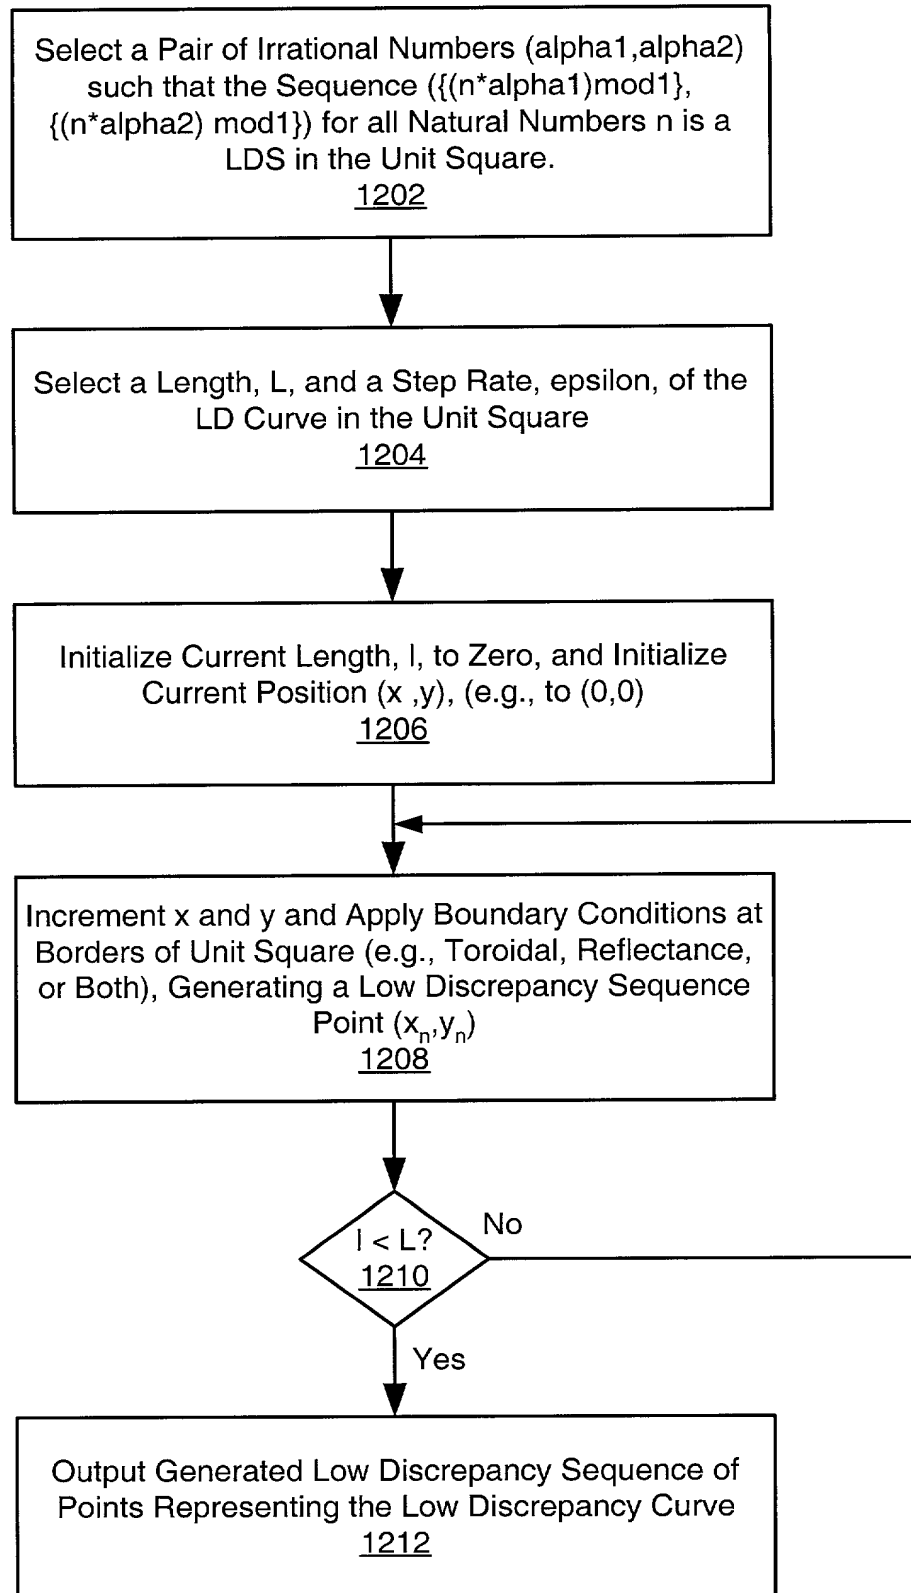 Select a Pair of Irrational Numbers (alpha1,alpha2)
such that the Sequence ({(n*alpha1)mod1},
{(n*alpha2) mod1}) for all Natural Numbers n is a
LDS in the Unit Square.
1202
Select a Length, L, and a Step Rate, epsilon, of the
LD Curve in the Unit Square
1204
Initialize Current Length, l, to Zero, and Initialize
Current Position (x ,y), (e.g., to (0,0)
1206
Increment x and y and Apply Boundary Conditions at
Borders of Unit Square (e.g., Toroidal, Reflectance,
or Both), Generating a Low Discrepancy Sequence
Point (xn,yn)
1208
l < L?
1210
No
Yes
Output Generated Low Discrepancy Sequence of
Points Representing the Low Discrepancy Curve
1212